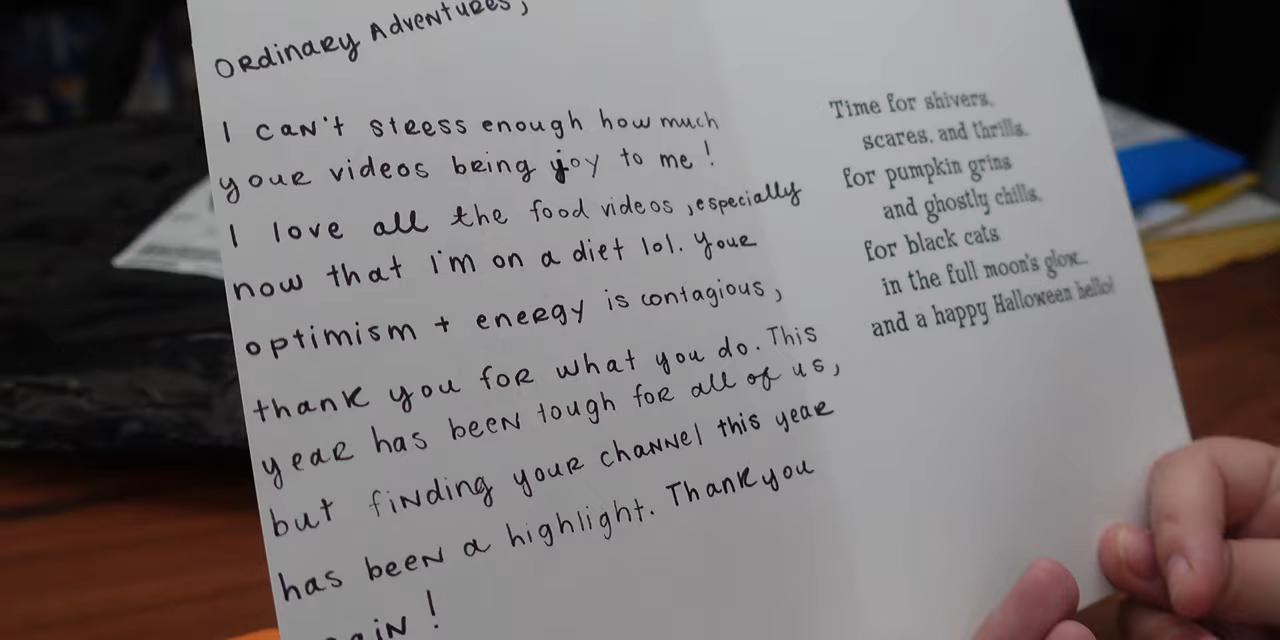 Ordinary Adventures,
I can't stress enough how much
your videos bring joy to me!
I love all the food videos, especially
now that I'm on a diet lol. Your
optimism + energy is contagious,
thank you for what you do. This
year has been tough for all of us,
but finding your channel this year
has been a highlight. Thank you
!
Time for shivers,
scares, and thrills,
for pumpkin grins
and ghostly chills,
for black cats
in the full moon's glow...
and a happy Halloween hello!